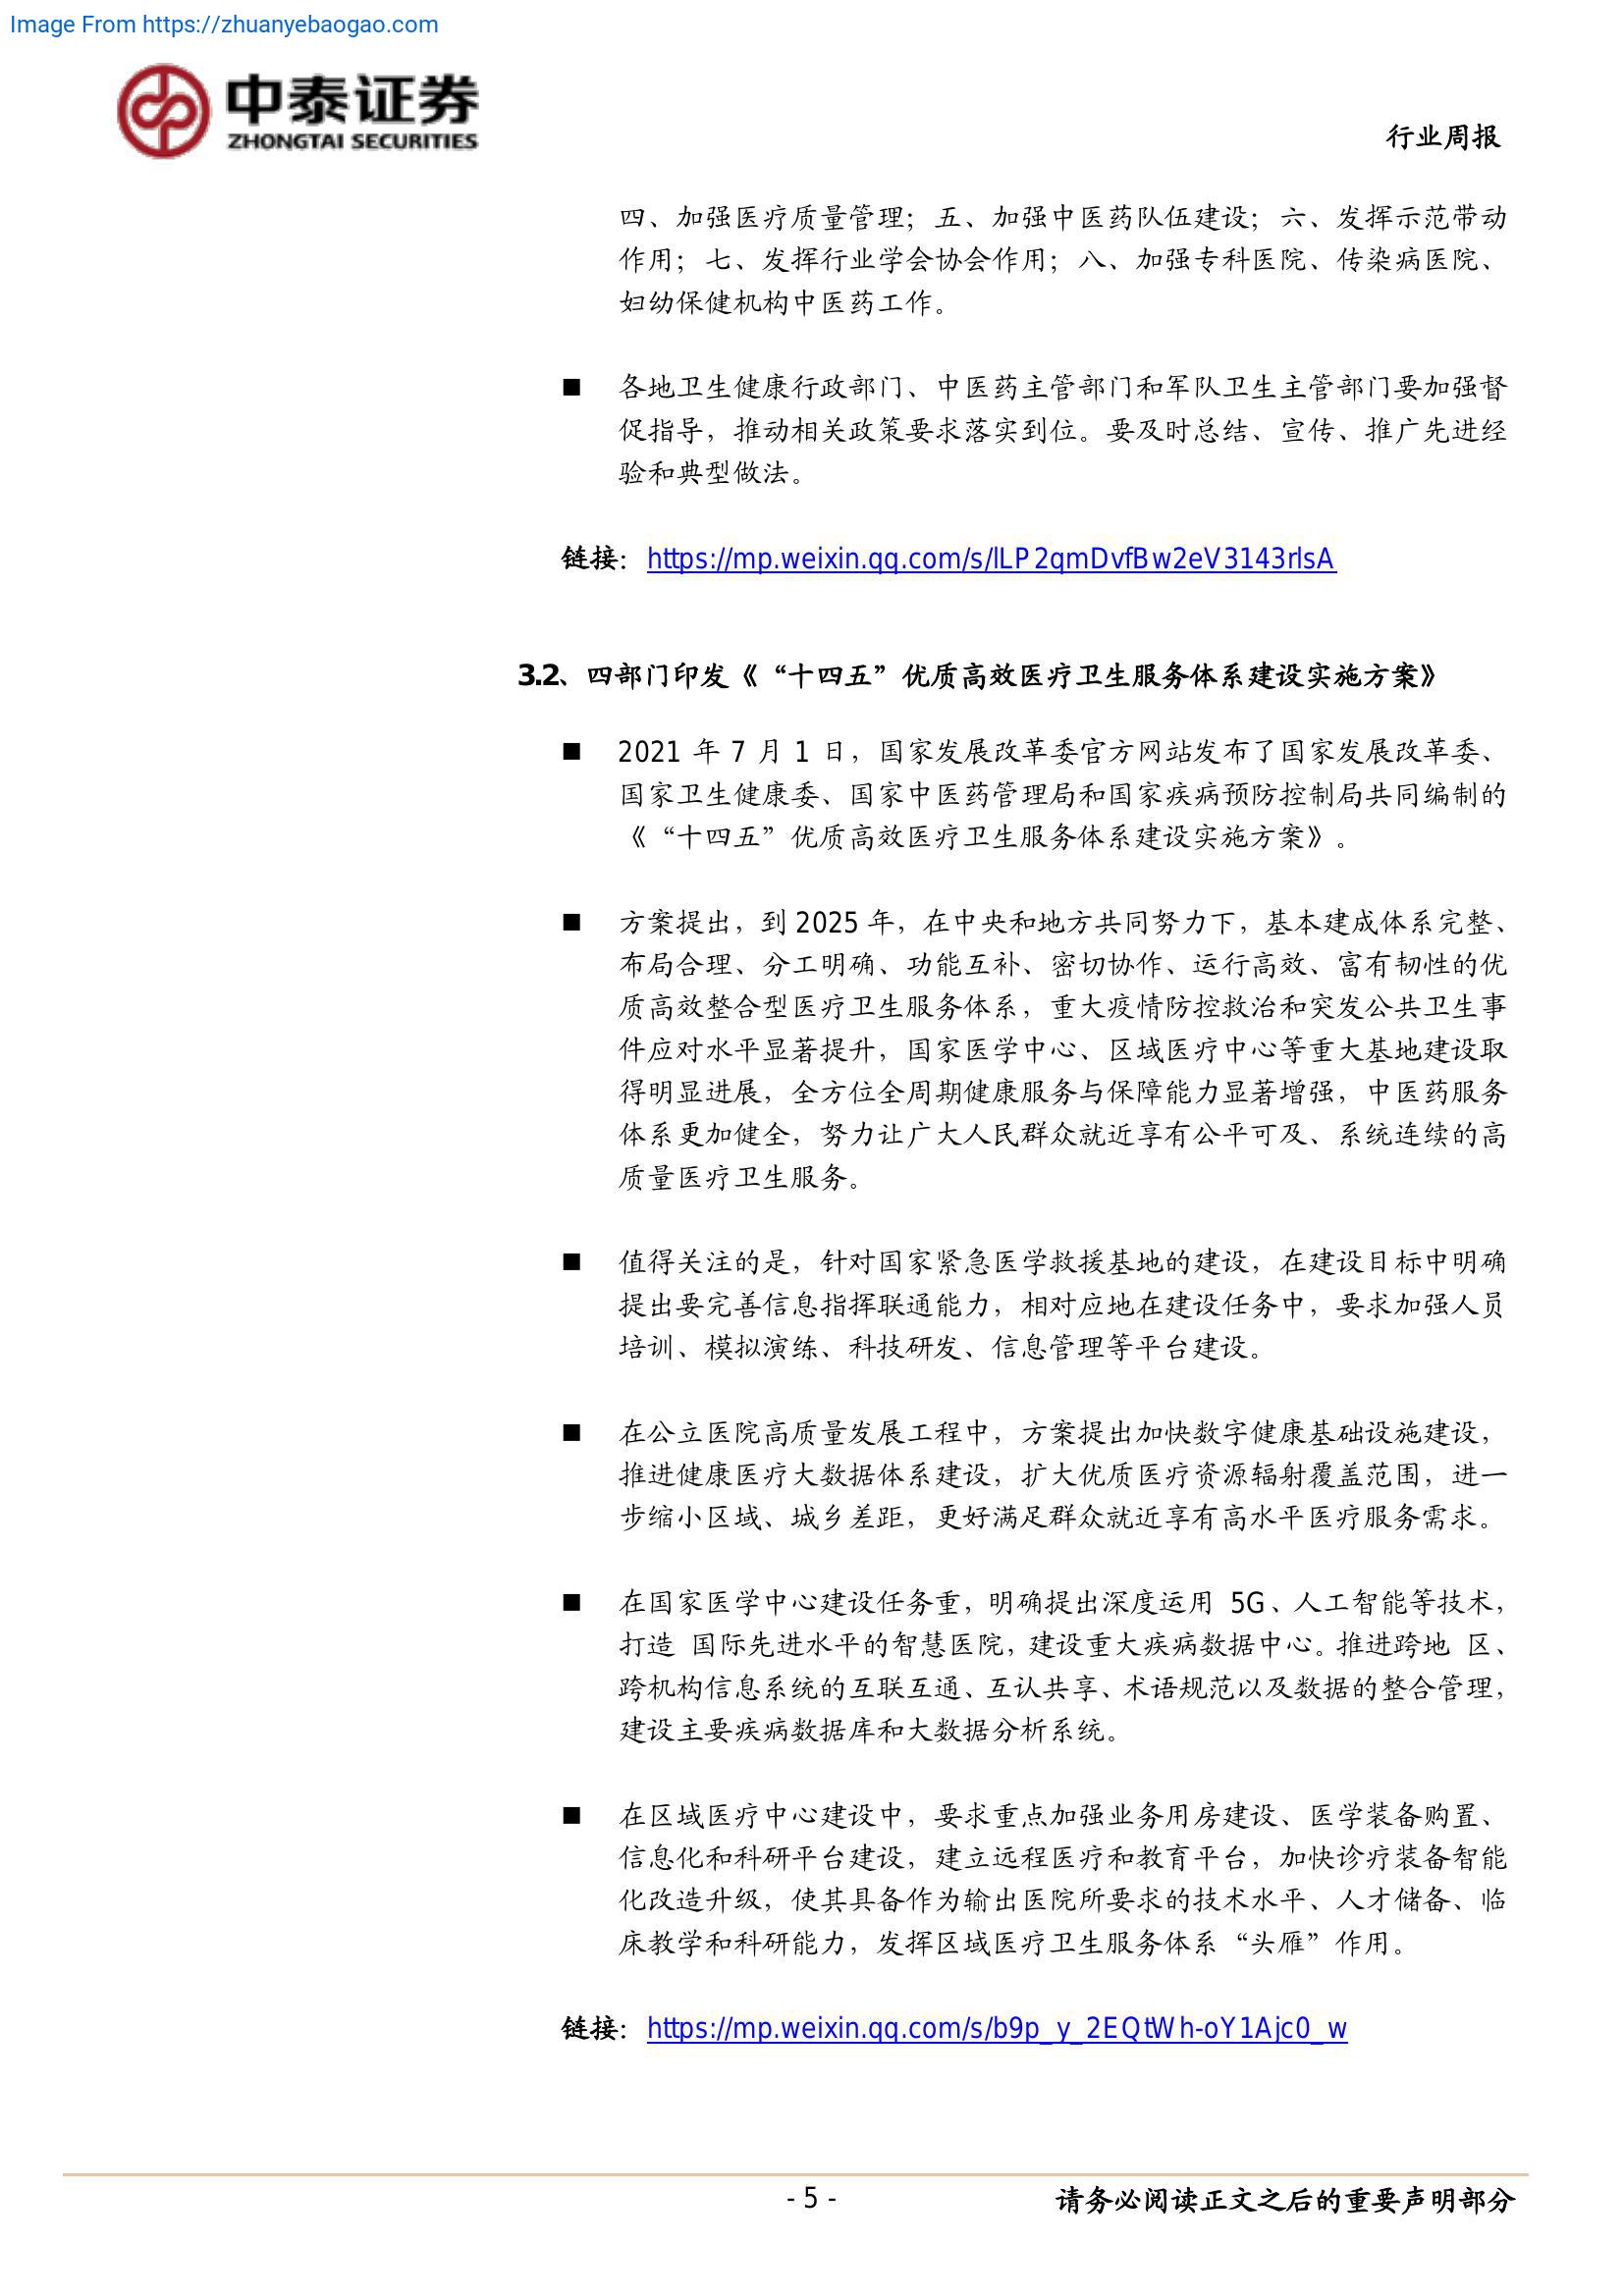 Image From https://zhuanyebaogao.com
中泰证券
ZHONGTAI SECURITIES
行业周报
四、加强医疗质量管理；五、加强中医药队伍建设；六、发挥示范带动
作用；七、发挥行业学会协会作用；八、加强专科医院、传染病医院、
妇幼保健机构中医药工作。
■ 各地卫生健康行政部门、中医药主管部门和军队卫生主管部门要加强督
促指导，推动相关政策要求落实到位。要及时总结、宣传、推广先进经
验和典型做法。
链接：https://mp.weixin.qq.com/s/lLP2qmDvfBw2eV3143rlsA
3.2、四部门印发《“十四五”优质高效医疗卫生服务体系建设实施方案》
■ 2021 年 7 月 1 日，国家发展改革委官方网站发布了国家发展改革委、
国家卫生健康委、国家中医药管理局和国家疾病预防控制局共同编制的
《“十四五”优质高效医疗卫生服务体系建设实施方案》。
■ 方案提出，到 2025 年，在中央和地方共同努力下，基本建成体系完整、
布局合理、分工明确、功能互补、密切协作、运行高效、富有韧性的优
质高效整合型医疗卫生服务体系，重大疫情防控救治和突发公共卫生事
件应对水平显著提升，国家医学中心、区域医疗中心等重大基地建设取
得明显进展，全方位全周期健康服务与保障能力显著增强，中医药服务
体系更加健全，努力让广大人民群众就近享有公平可及、系统连续的高
质量医疗卫生服务。
■ 值得关注的是，针对国家紧急医学救援基地的建设，在建设目标中明确
提出要完善信息指挥联通能力，相对应地在建设任务中，要求加强人员
培训、模拟演练、科技研发、信息管理等平台建设。
■ 在公立医院高质量发展工程中，方案提出加快数字健康基础设施建设，
推进健康医疗大数据体系建设，扩大优质医疗资源辐射覆盖范围，进一
步缩小区域、城乡差距，更好满足群众就近享有高水平医疗服务需求。
■ 在国家医学中心建设任务重，明确提出深度运用 5G、人工智能等技术，
打造 国际先进水平的智慧医院，建设重大疾病数据中心。推进跨地 区、
跨机构信息系统的互联互通、互认共享、术语规范以及数据的整合管理，
建设主要疾病数据库和大数据分析系统。
■ 在区域医疗中心建设中，要求重点加强业务用房建设、医学装备购置、
信息化和科研平台建设，建立远程医疗和教育平台，加快诊疗装备智能
化改造升级，使其具备作为输出医院所要求的技术水平、人才储备、临
床教学和科研能力，发挥区域医疗卫生服务体系“头雁”作用。
链接：https://mp.weixin.qq.com/s/b9p_y_2EQtWh-oY1Ajc0_w
- 5 -
请务必阅读正文之后的重要声明部分